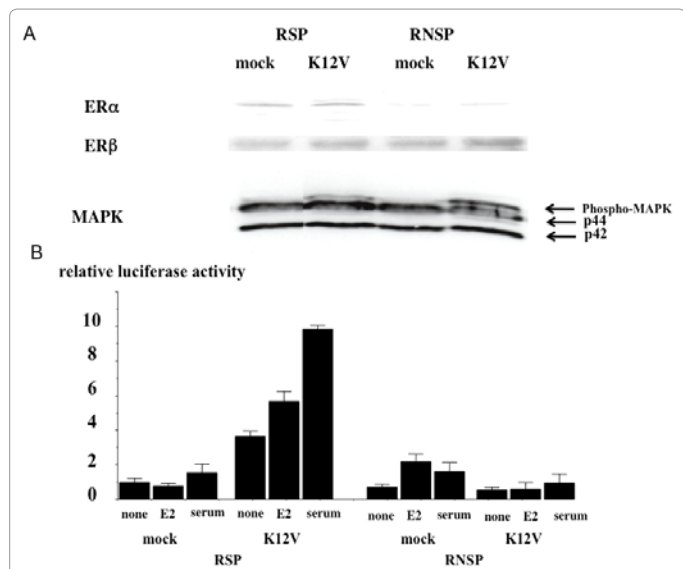 A
RSP RNSP
mock K12V mock K12V
ERα
ERβ
MAPK
Phospho-MAPK
p44
p42
B
relative luciferase activity
10
8
6
4
2
0
none E2 serum none E2 serum none E2 serum none E2 serum
mock K12V mock K12V
RSP RNSP